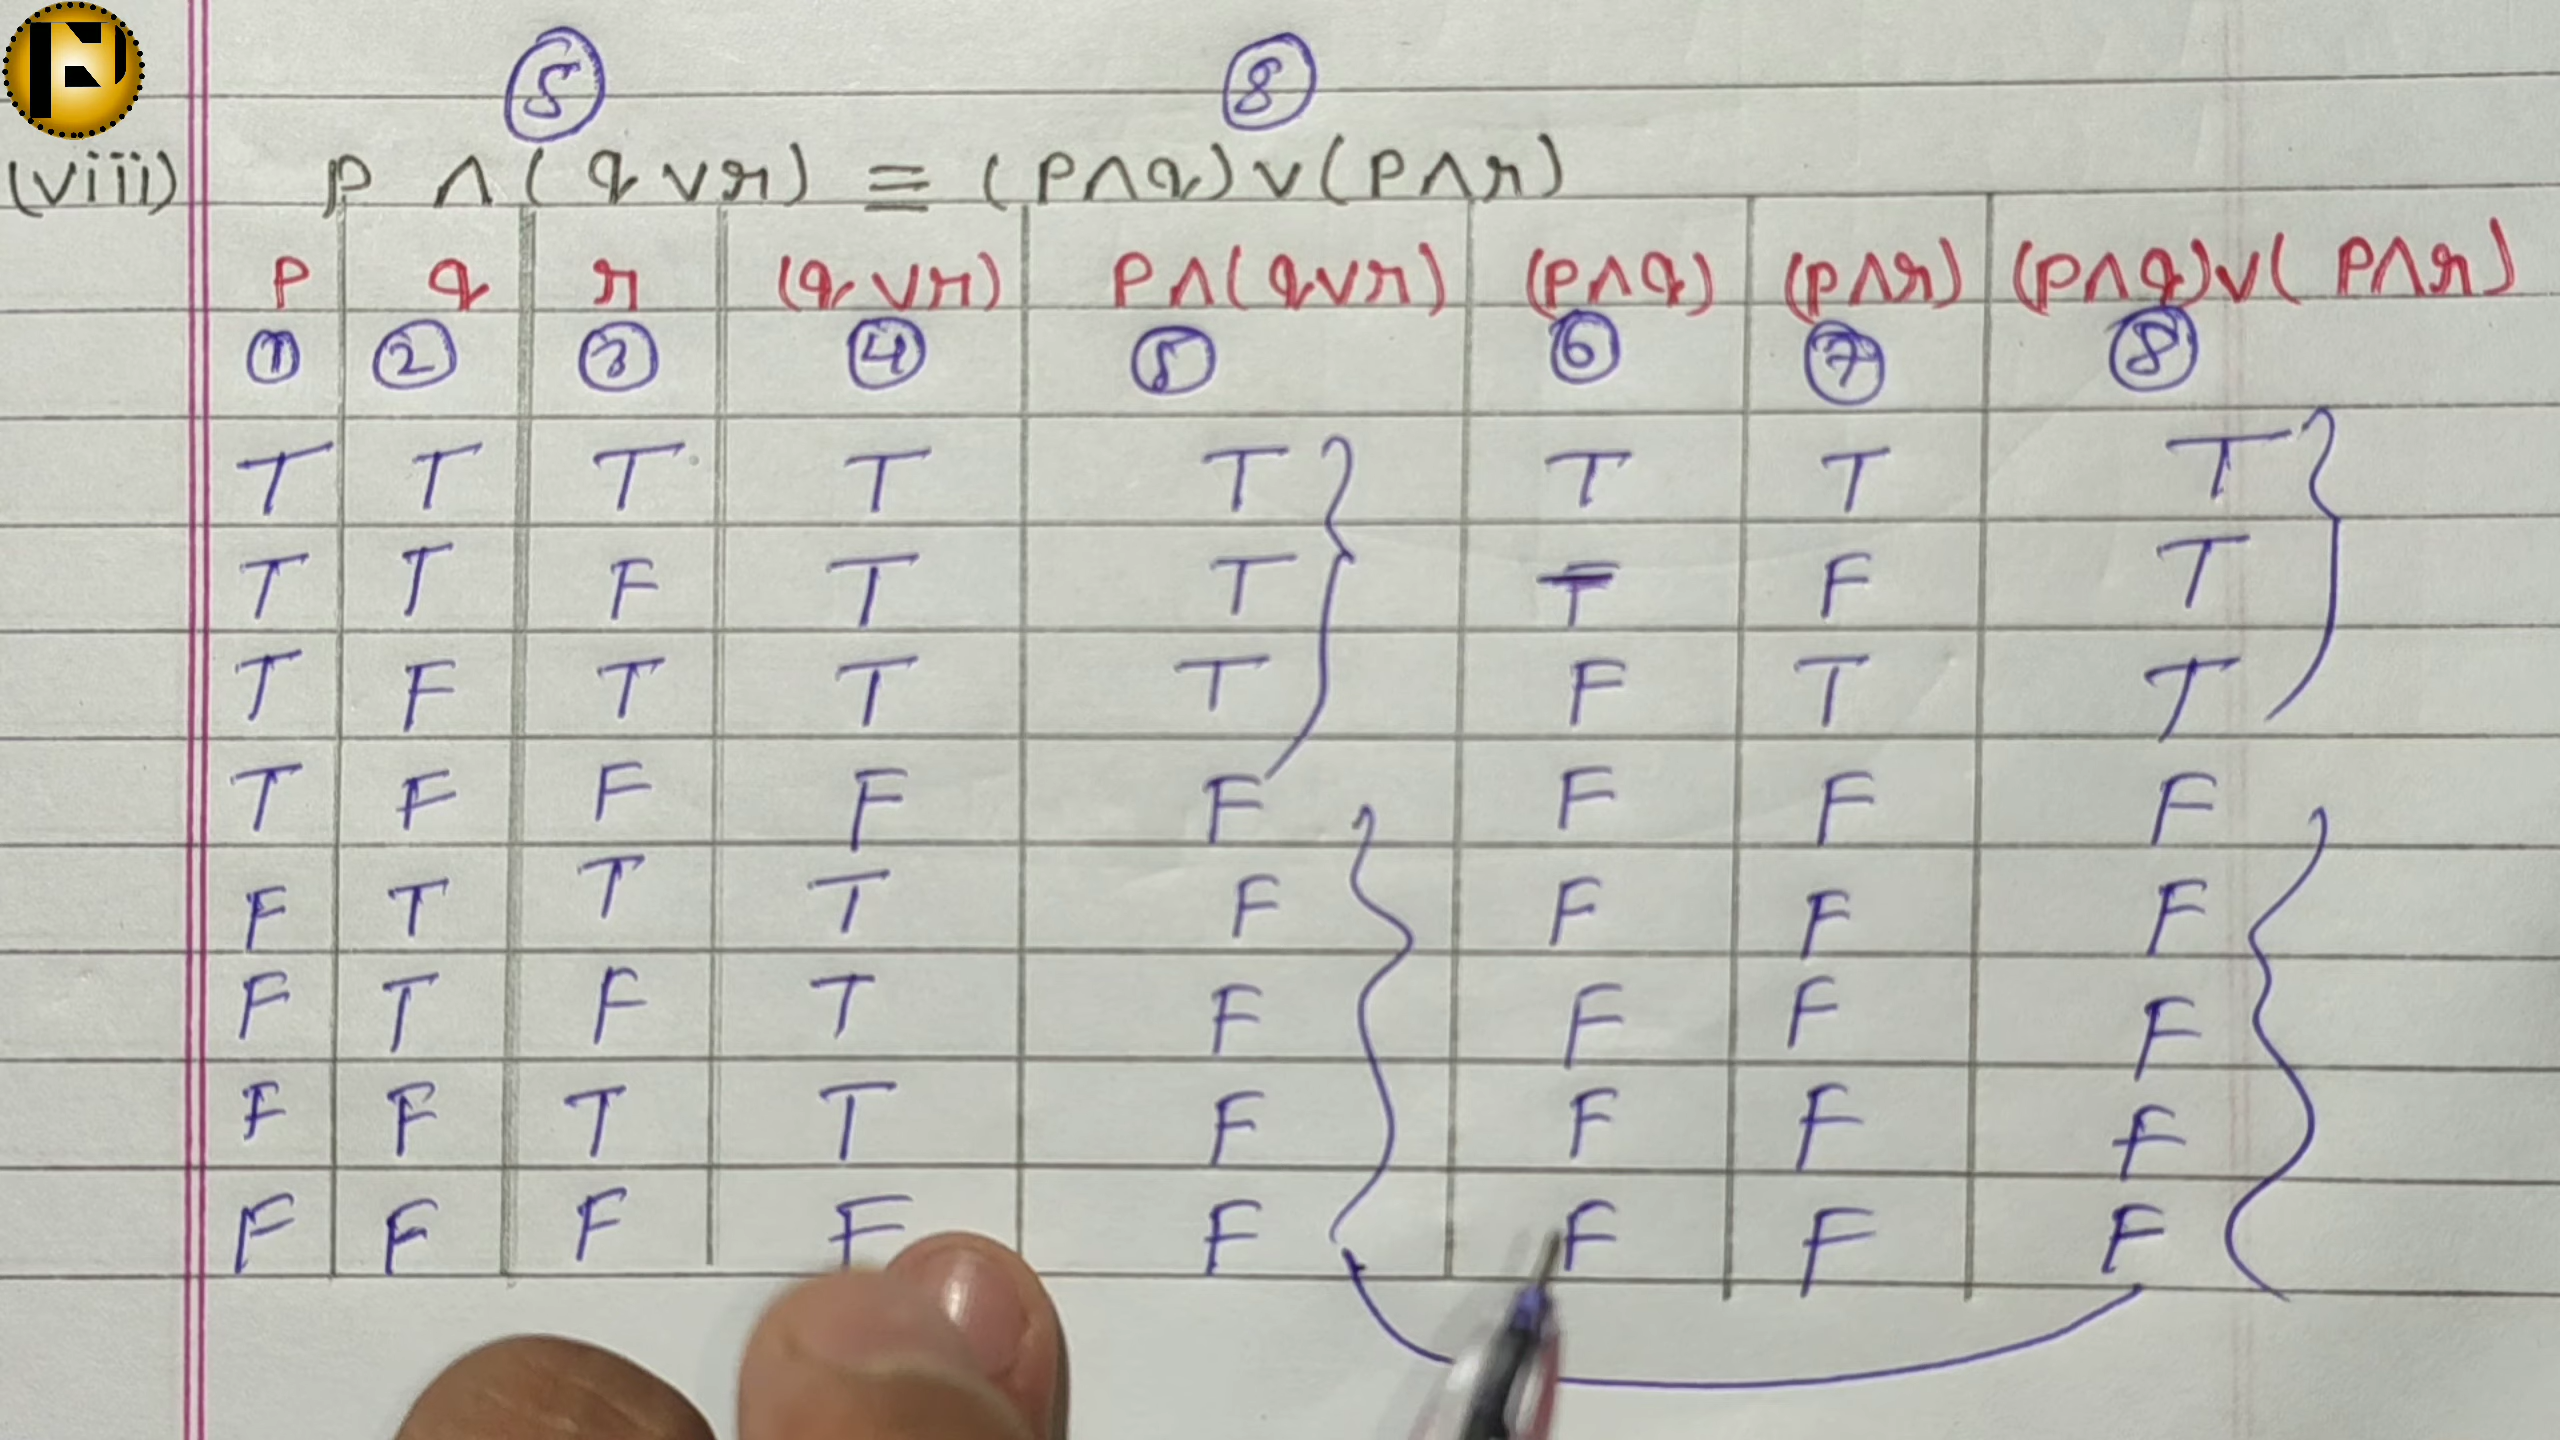 ⑤ ⑧
(viii) p ∧ (q ∨ r) ≡ (p∧q)∨(p∧r)
p q r (q ∨ r) p∧(q∨r) (p∧q) (p∧r) (p∧q)∨(p∧r)
① ② ③ ④ ⑤ ⑥ ⑦ ⑧
T T T T T T T T
T T F T T T F T
T F T T T F T T
T F F F F F F F
F T T T F F F F
F T F T F F F F
F F T T F F F F
F F F F F F F F